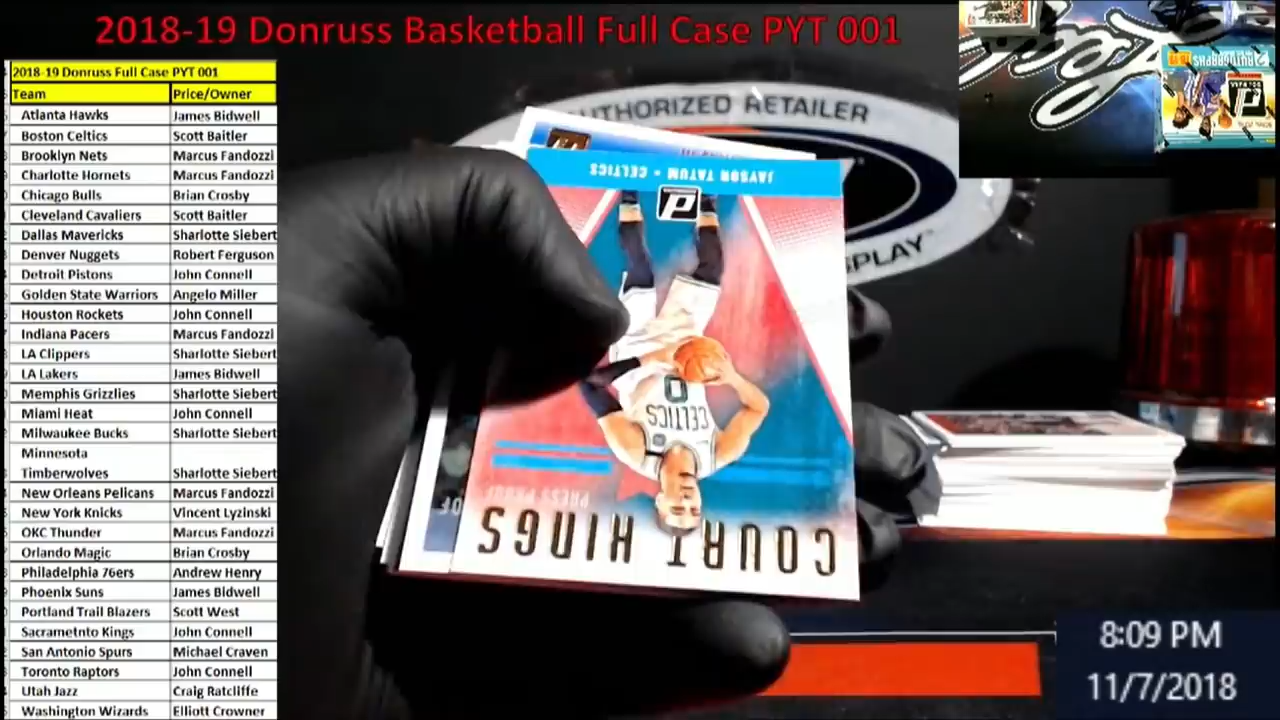 2018-19 Donruss Basketball Full Case PYT 001
2018-19 Donruss Full Case PYT 001
Team Price/Owner
Atlanta Hawks James Bidwell
Boston Celtics Scott Baitler
Brooklyn Nets Marcus Fandozzi
Charlotte Hornets Marcus Fandozzi
Chicago Bulls Brian Crosby
Cleveland Cavaliers Scott Baitler
Dallas Mavericks Sharlotte Siebert
Denver Nuggets Robert Ferguson
Detroit Pistons John Connell
Golden State Warriors Angelo Miller
Houston Rockets John Connell
Indiana Pacers Marcus Fandozzi
LA Clippers Sharlotte Siebert
LA Lakers James Bidwell
Memphis Grizzlies Sharlotte Siebert
Miami Heat John Connell
Milwaukee Bucks Sharlotte Siebert
Minnesota
Timberwolves Sharlotte Siebert
New Orleans Pelicans Marcus Fandozzi
New York Knicks Vincent Lyzinski
OKC Thunder Marcus Fandozzi
Orlando Magic Brian Crosby
Philadelphia 76ers Andrew Henry
Phoenix Suns James Bidwell
Portland Trail Blazers Scott West
Sacrametnto Kings John Connell
San Antonio Spurs Michael Craven
Toronto Raptors John Connell
Utah Jazz Craig Ratcliffe
Washington Wizards Elliott Crowner
AUTHORIZED RETAILER
JAYSON TATUM • CELTICS
CELTICS
0
PRESS PROOF
COURT KINGS
8:09 PM
11/7/2018